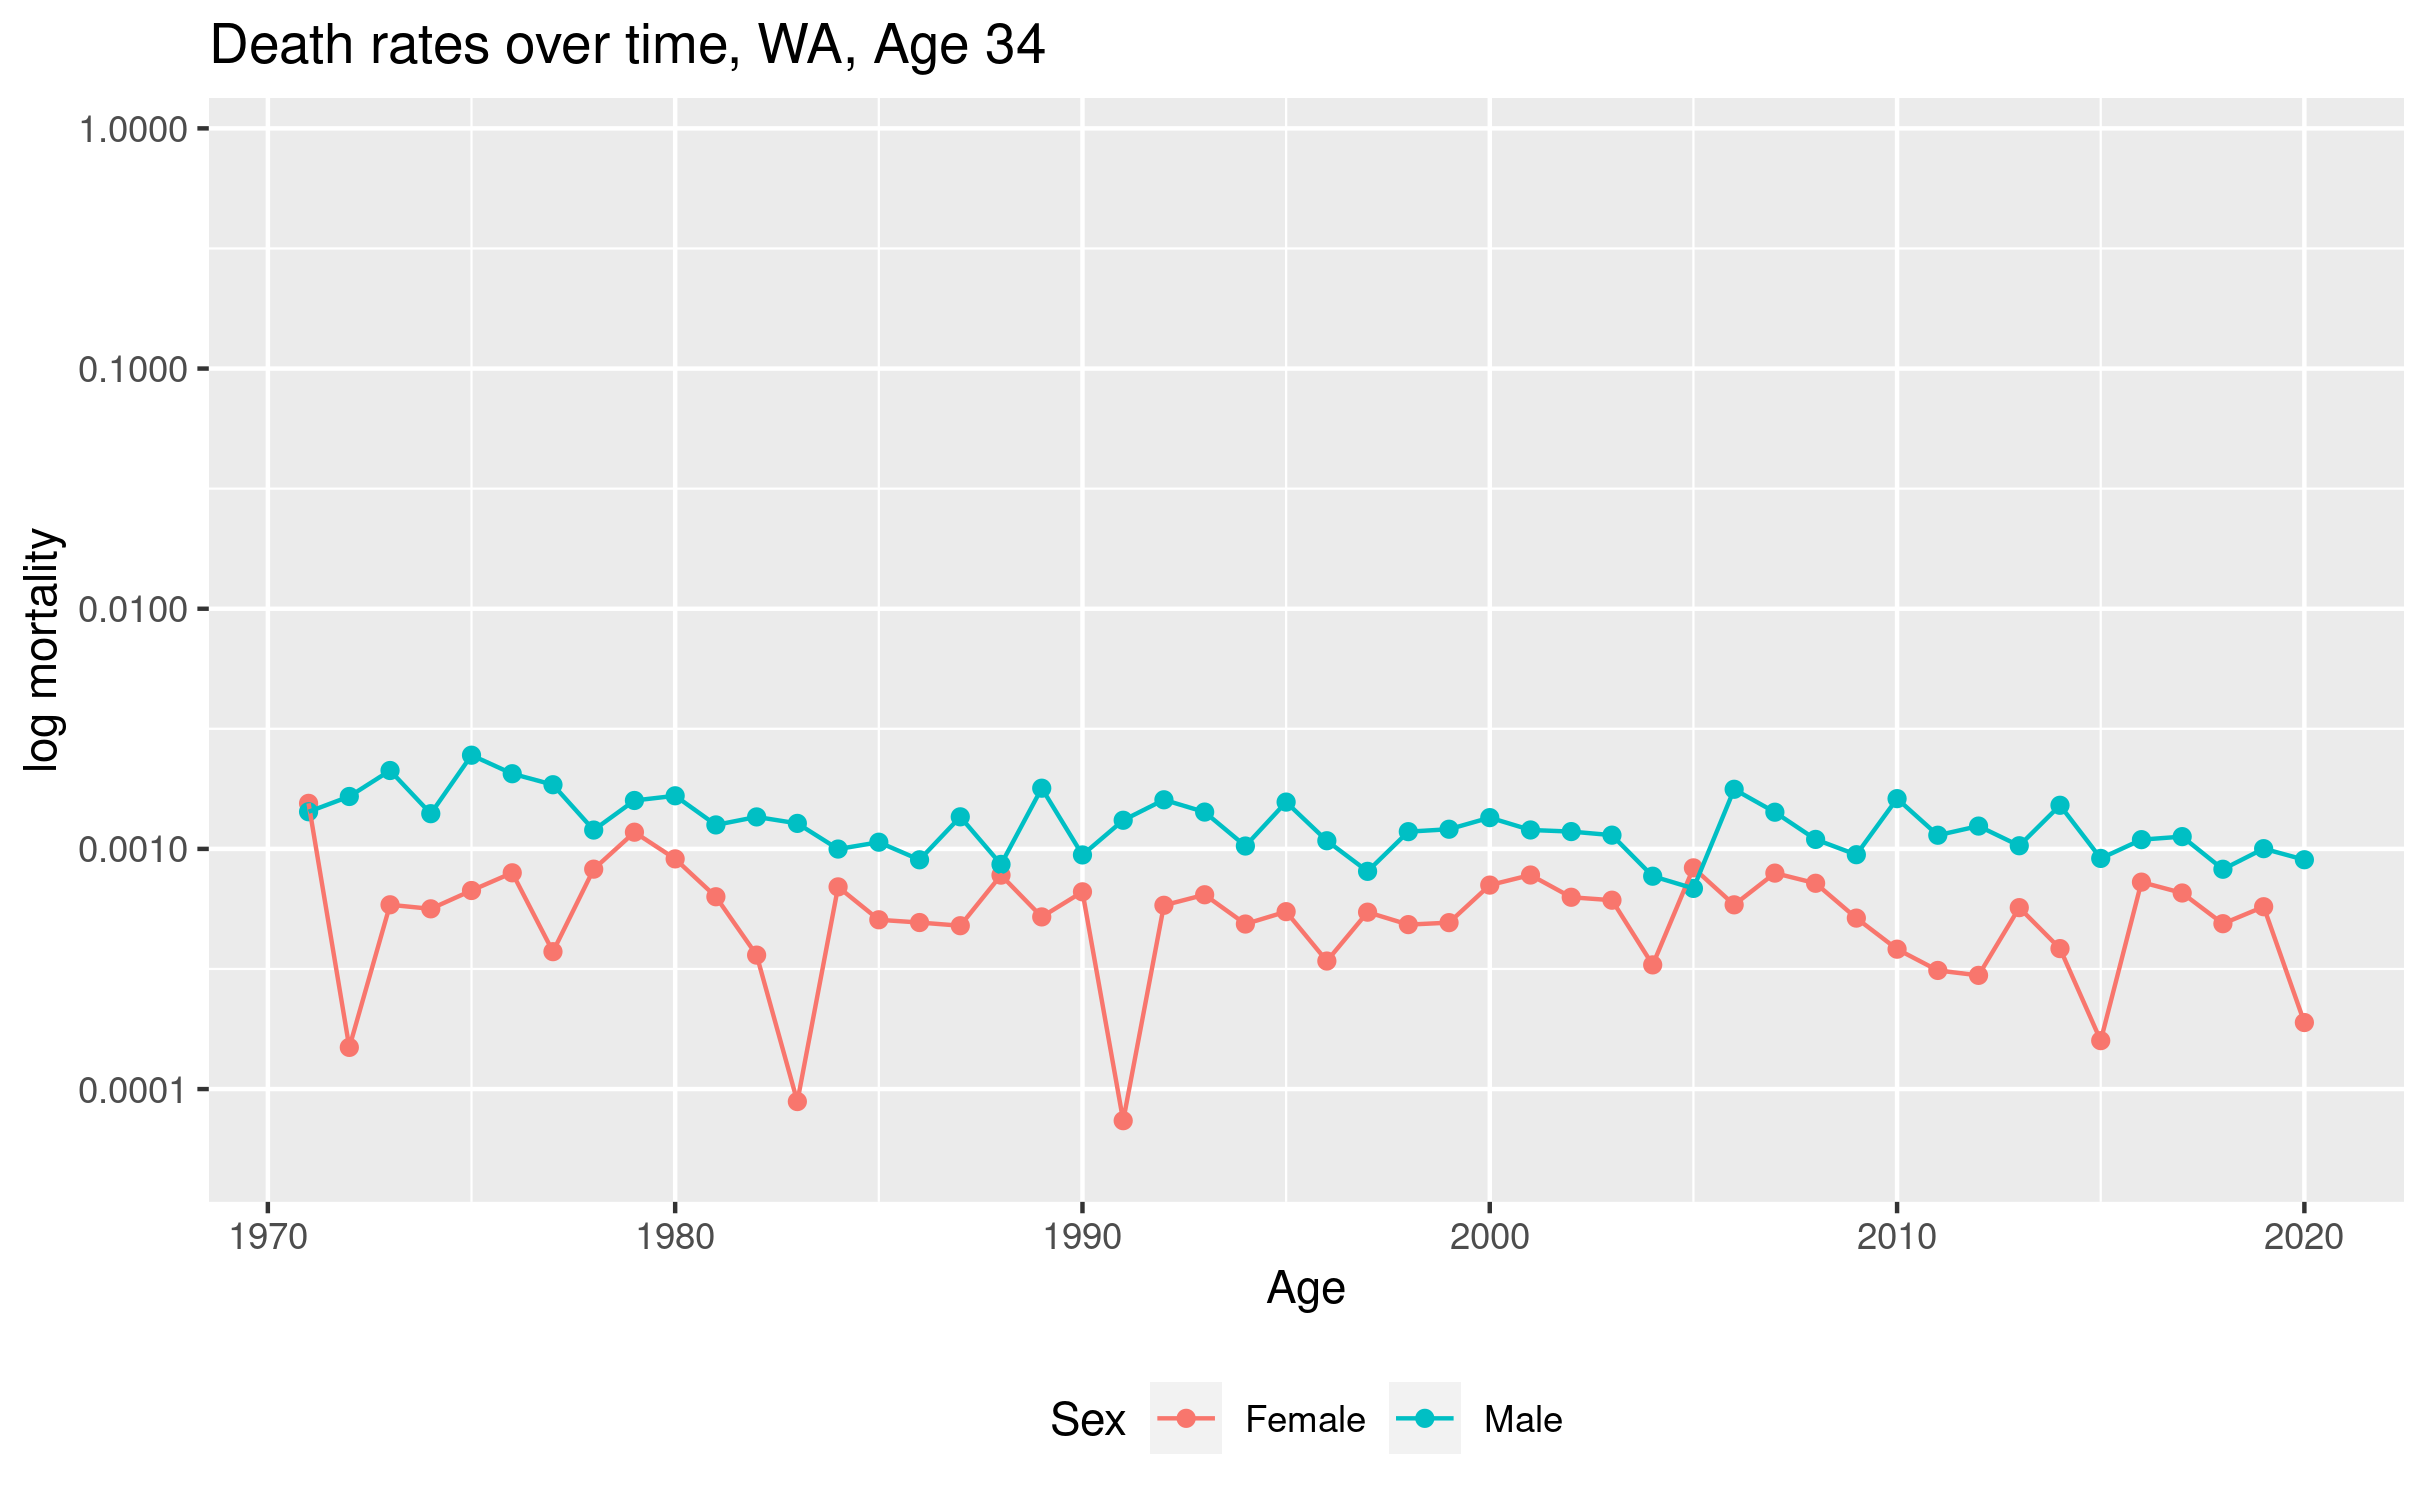 Death rates over time, WA, Age 34
log mortality
1.0000
0.1000
0.0100
0.0010
0.0001
1970 1980 1990 2000 2010 2020
Age
Sex Female Male